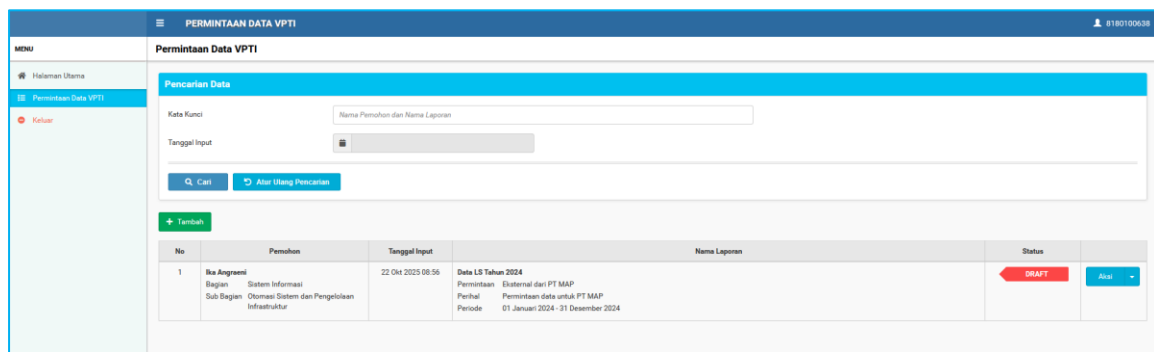 PERMINTAAN DATA VPTI
8180100638
MENU
Permintaan Data VPTI
Halaman Utama
Permintaan Data VPTI
Keluar
Pencarian Data
Kata Kunci
Nama Pemohon dan Nama Laporan
Tanggal Input
Cari
Atur Ulang Pencarian
+ Tambah
No Pemohon Tanggal Input Nama Laporan Status
1 Ika Angraeni 22 Okt 2025 08:56 Data LS Tahun 2024 DRAFT Aksi
Bagian Sistem Informasi Permintaan Eksternal dari PT MAP
Sub Bagian Otomasi Sistem dan Pengelolaan Perihal Permintaan data untuk PT MAP
Infrastruktur Periode 01 Januari 2024 - 31 Desember 2024